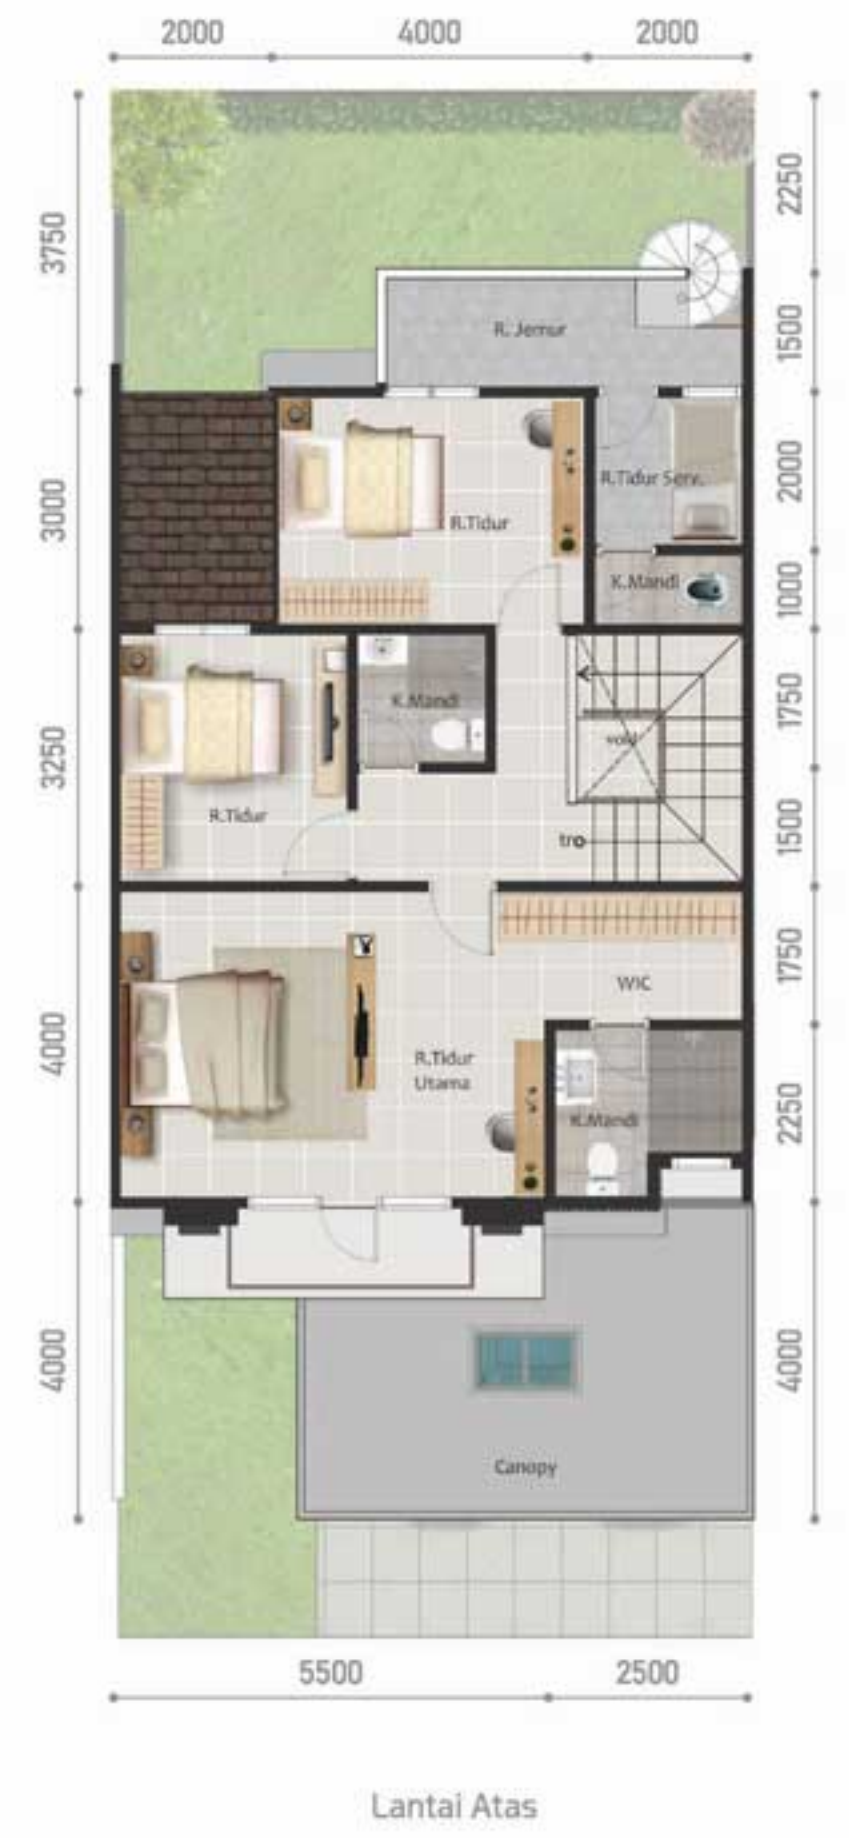 2000 4000 2000
3750
2250
1500
R. Jemur
3000
2000
R.Tidur
R.Tidur Serv.
K.Mandi
1000
3250
1750
K.Mandi
void
R.Tidur
1500
1750
WIC
4000
R.Tidur
Utama
K.Mandi
2250
4000
4000
Canopy
5500 2500
Lantai Atas